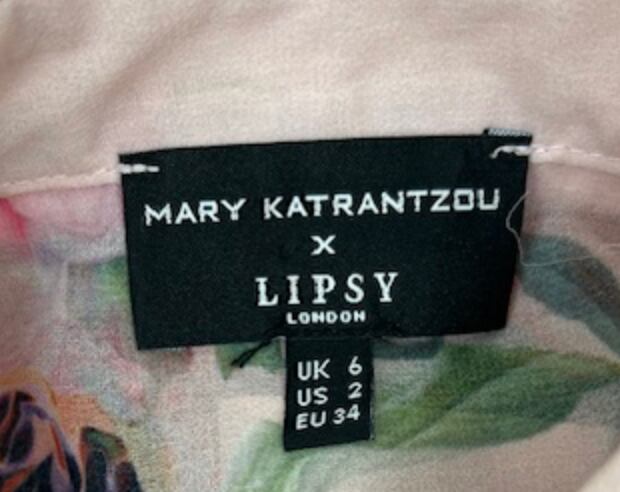 MARY KATRANTZOU
X
LIPSY
LONDON
UK 6
US 2
EU 34